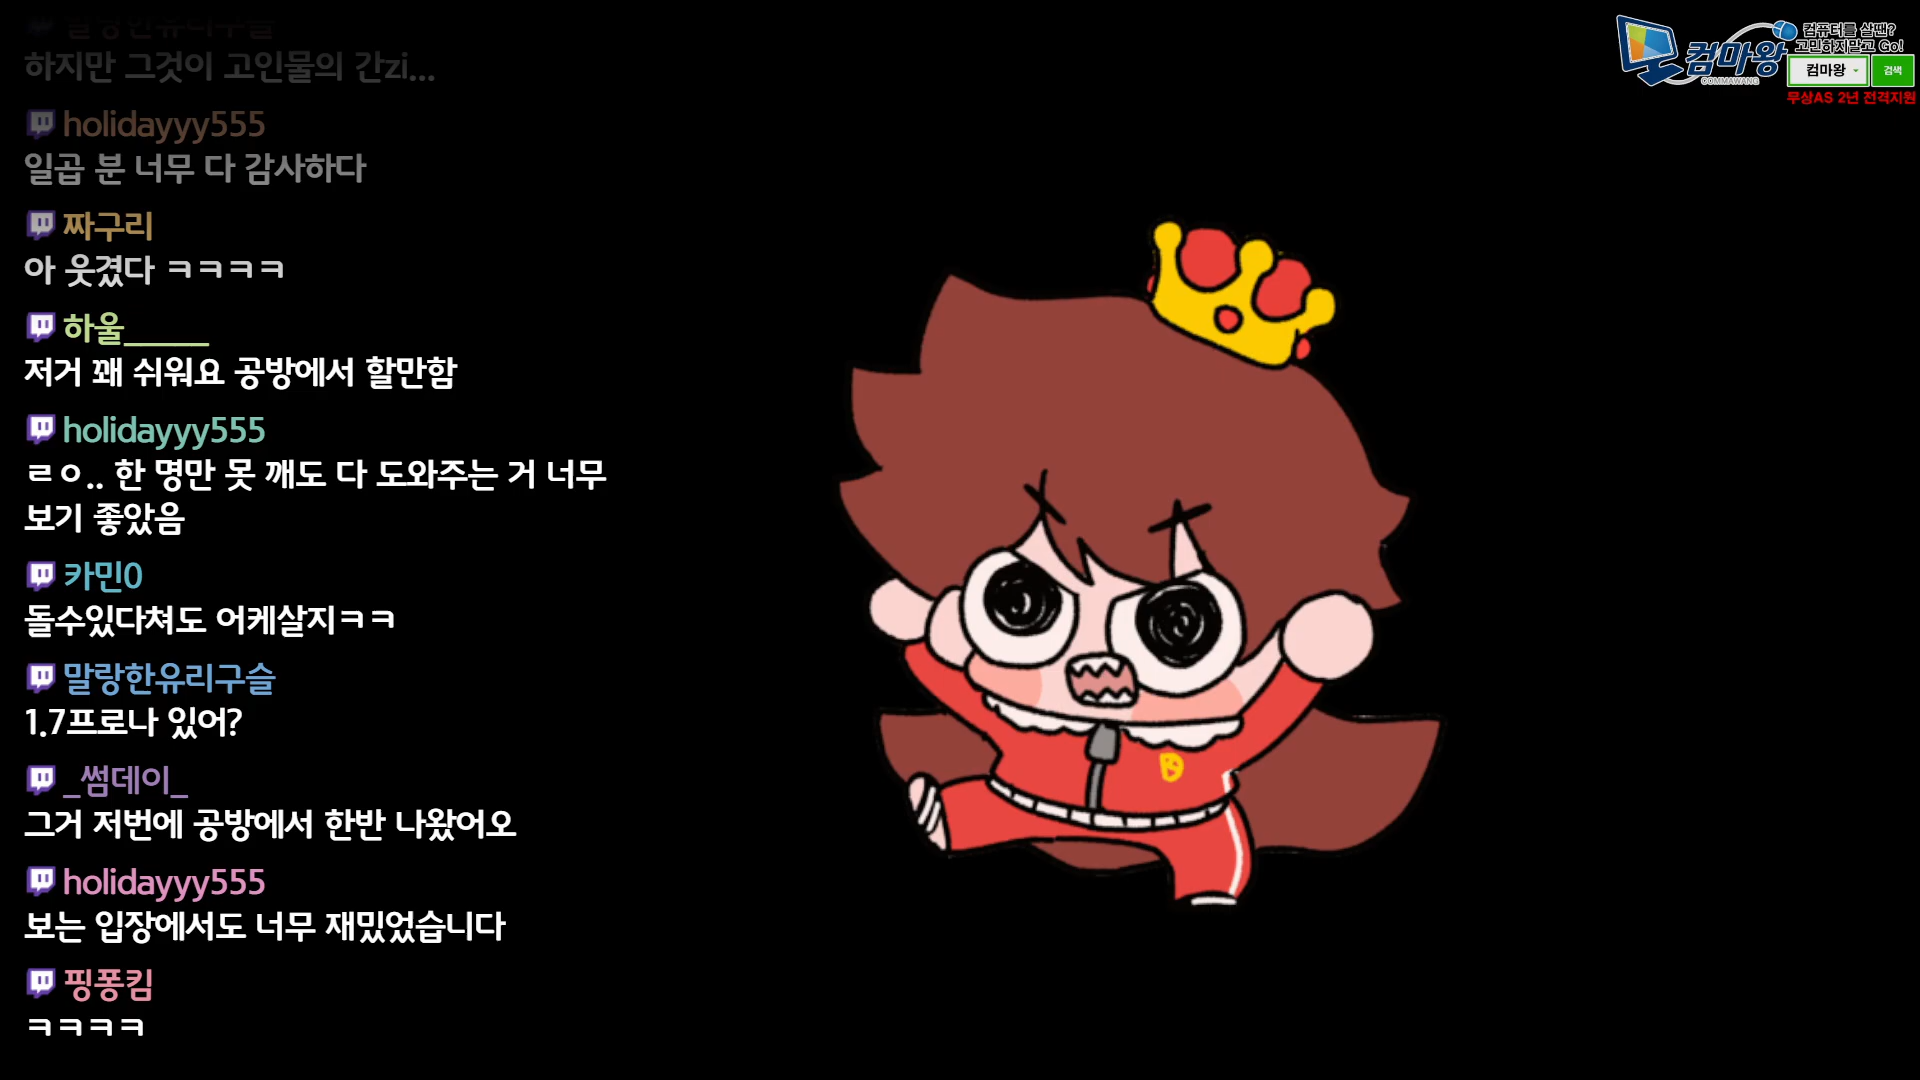 말랑한유리구슬
하지만 그것이 고인물의 간zi...
holidayyy555
일곱 분 너무 다 감사하다
짜구리
아 웃겼다 ㅋㅋㅋㅋ
하울_____
저거 꽤 쉬워요 공방에서 할만함
holidayyy555
ㄹㅇ.. 한 명만 못 깨도 다 도와주는 거 너무
보기 좋았음
카민0
돌수있다쳐도 어케살지ㅋㅋ
말랑한유리구슬
1.7프로나 있어?
_썸데이_
그거 저번에 공방에서 한반 나왔어오
holidayyy555
보는 입장에서도 너무 재밌었습니다
핑퐁킴
ㅋㅋㅋㅋ
컴퓨터를 살땐?
고민하지말고 Go!
컴마왕
COMMAWANG
컴마왕
검색
무상AS 2년 전격지원